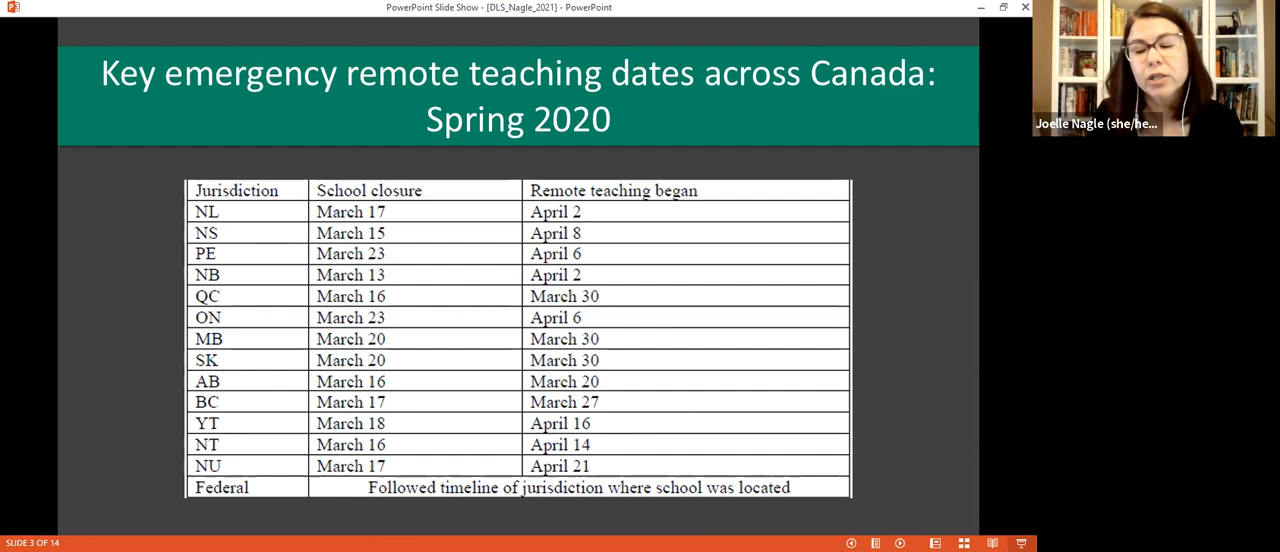 PowerPoint Slide Show - [DLS_Nagle_2021] - PowerPoint
Key emergency remote teaching dates across Canada:
Spring 2020
Joelle Nagle (she/he...
Jurisdiction School closure Remote teaching began
NL March 17 April 2
NS March 15 April 8
PE March 23 April 6
NB March 13 April 2
QC March 16 March 30
ON March 23 April 6
MB March 20 March 30
SK March 20 March 30
AB March 16 March 20
BC March 17 March 27
YT March 18 April 16
NT March 16 April 14
NU March 17 April 21
Federal Followed timeline of jurisdiction where school was located
SLIDE 3 OF 14